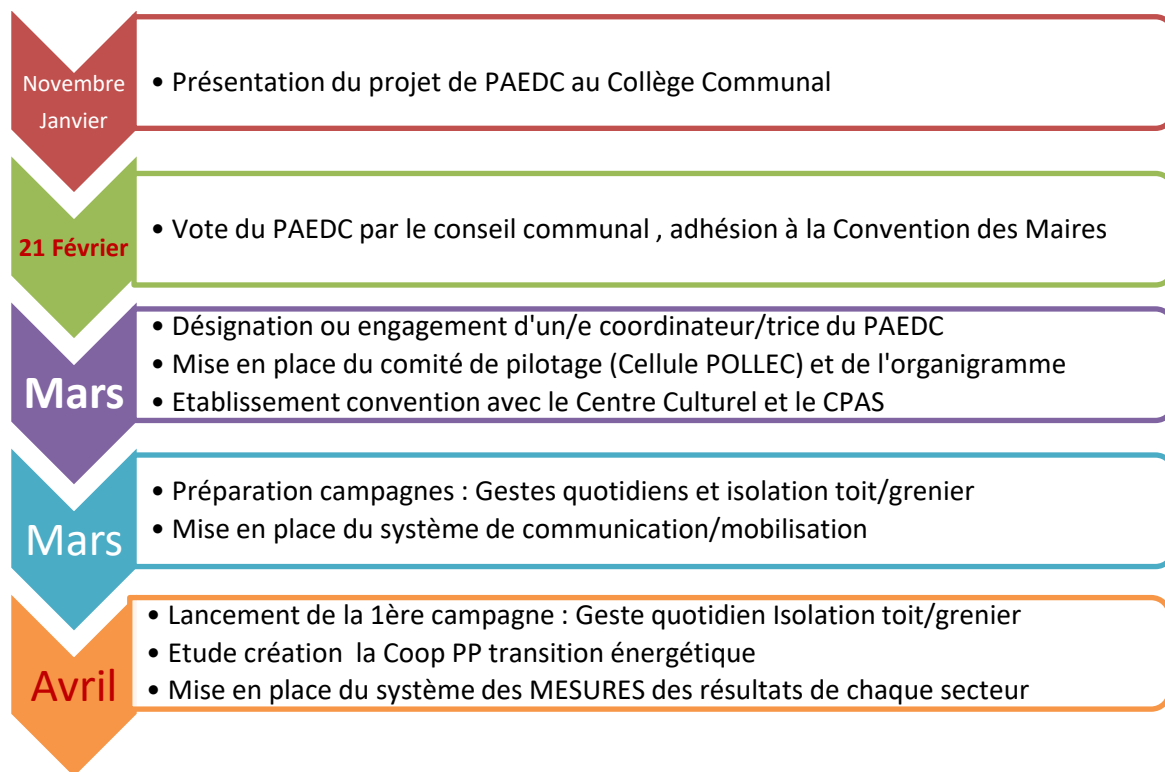 Novembre
Janvier
• Présentation du projet de PAEDC au Collège Communal
21 Février
• Vote du PAEDC par le conseil communal , adhésion à la Convention des Maires
Mars
• Désignation ou engagement d'un/e coordinateur/trice du PAEDC
• Mise en place du comité de pilotage (Cellule POLLEC) et de l'organigramme
• Etablissement convention avec le Centre Culturel et le CPAS
Mars
• Préparation campagnes : Gestes quotidiens et isolation toit/grenier
• Mise en place du système de communication/mobilisation
Avril
• Lancement de la 1ère campagne : Geste quotidien Isolation toit/grenier
• Etude création  la Coop PP transition énergétique
• Mise en place du système des MESURES des résultats de chaque secteur